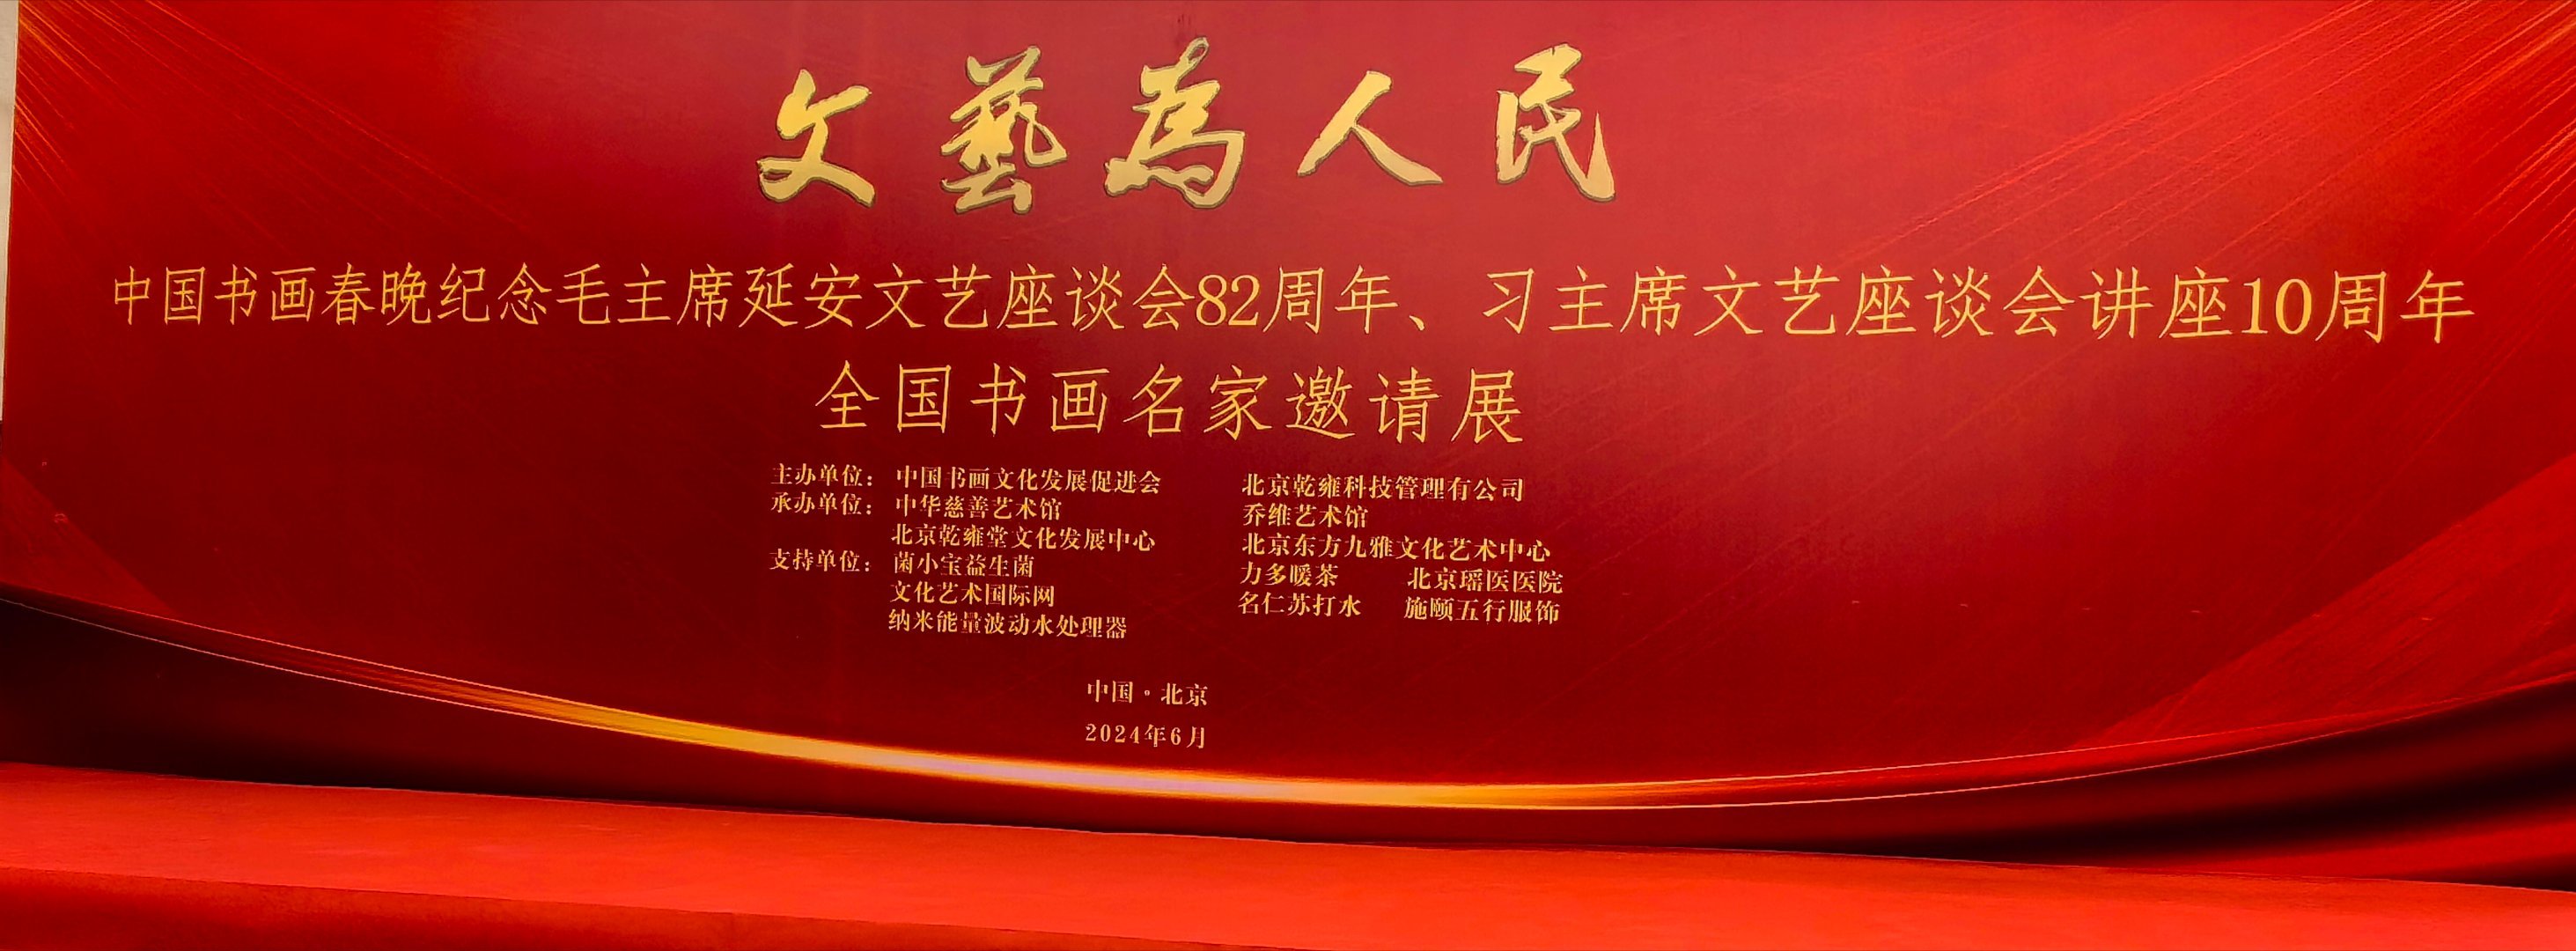 文藝為人民
中国书画春晚纪念毛主席延安文艺座谈会82周年、习主席文艺座谈会讲座10周年
全国书画名家邀请展
主办单位：中国书画文化发展促进会 北京乾雍科技管理有公司
承办单位：中华慈善艺术馆 乔维艺术馆
北京乾雍堂文化发展中心 北京东方九雅文化艺术中心
支持单位：菌小宝益生菌 力多暖茶 北京瑶医医院
文化艺术国际网 名仁苏打水 施颐五行服饰
纳米能量波动水处理器
中国·北京
2024年6月